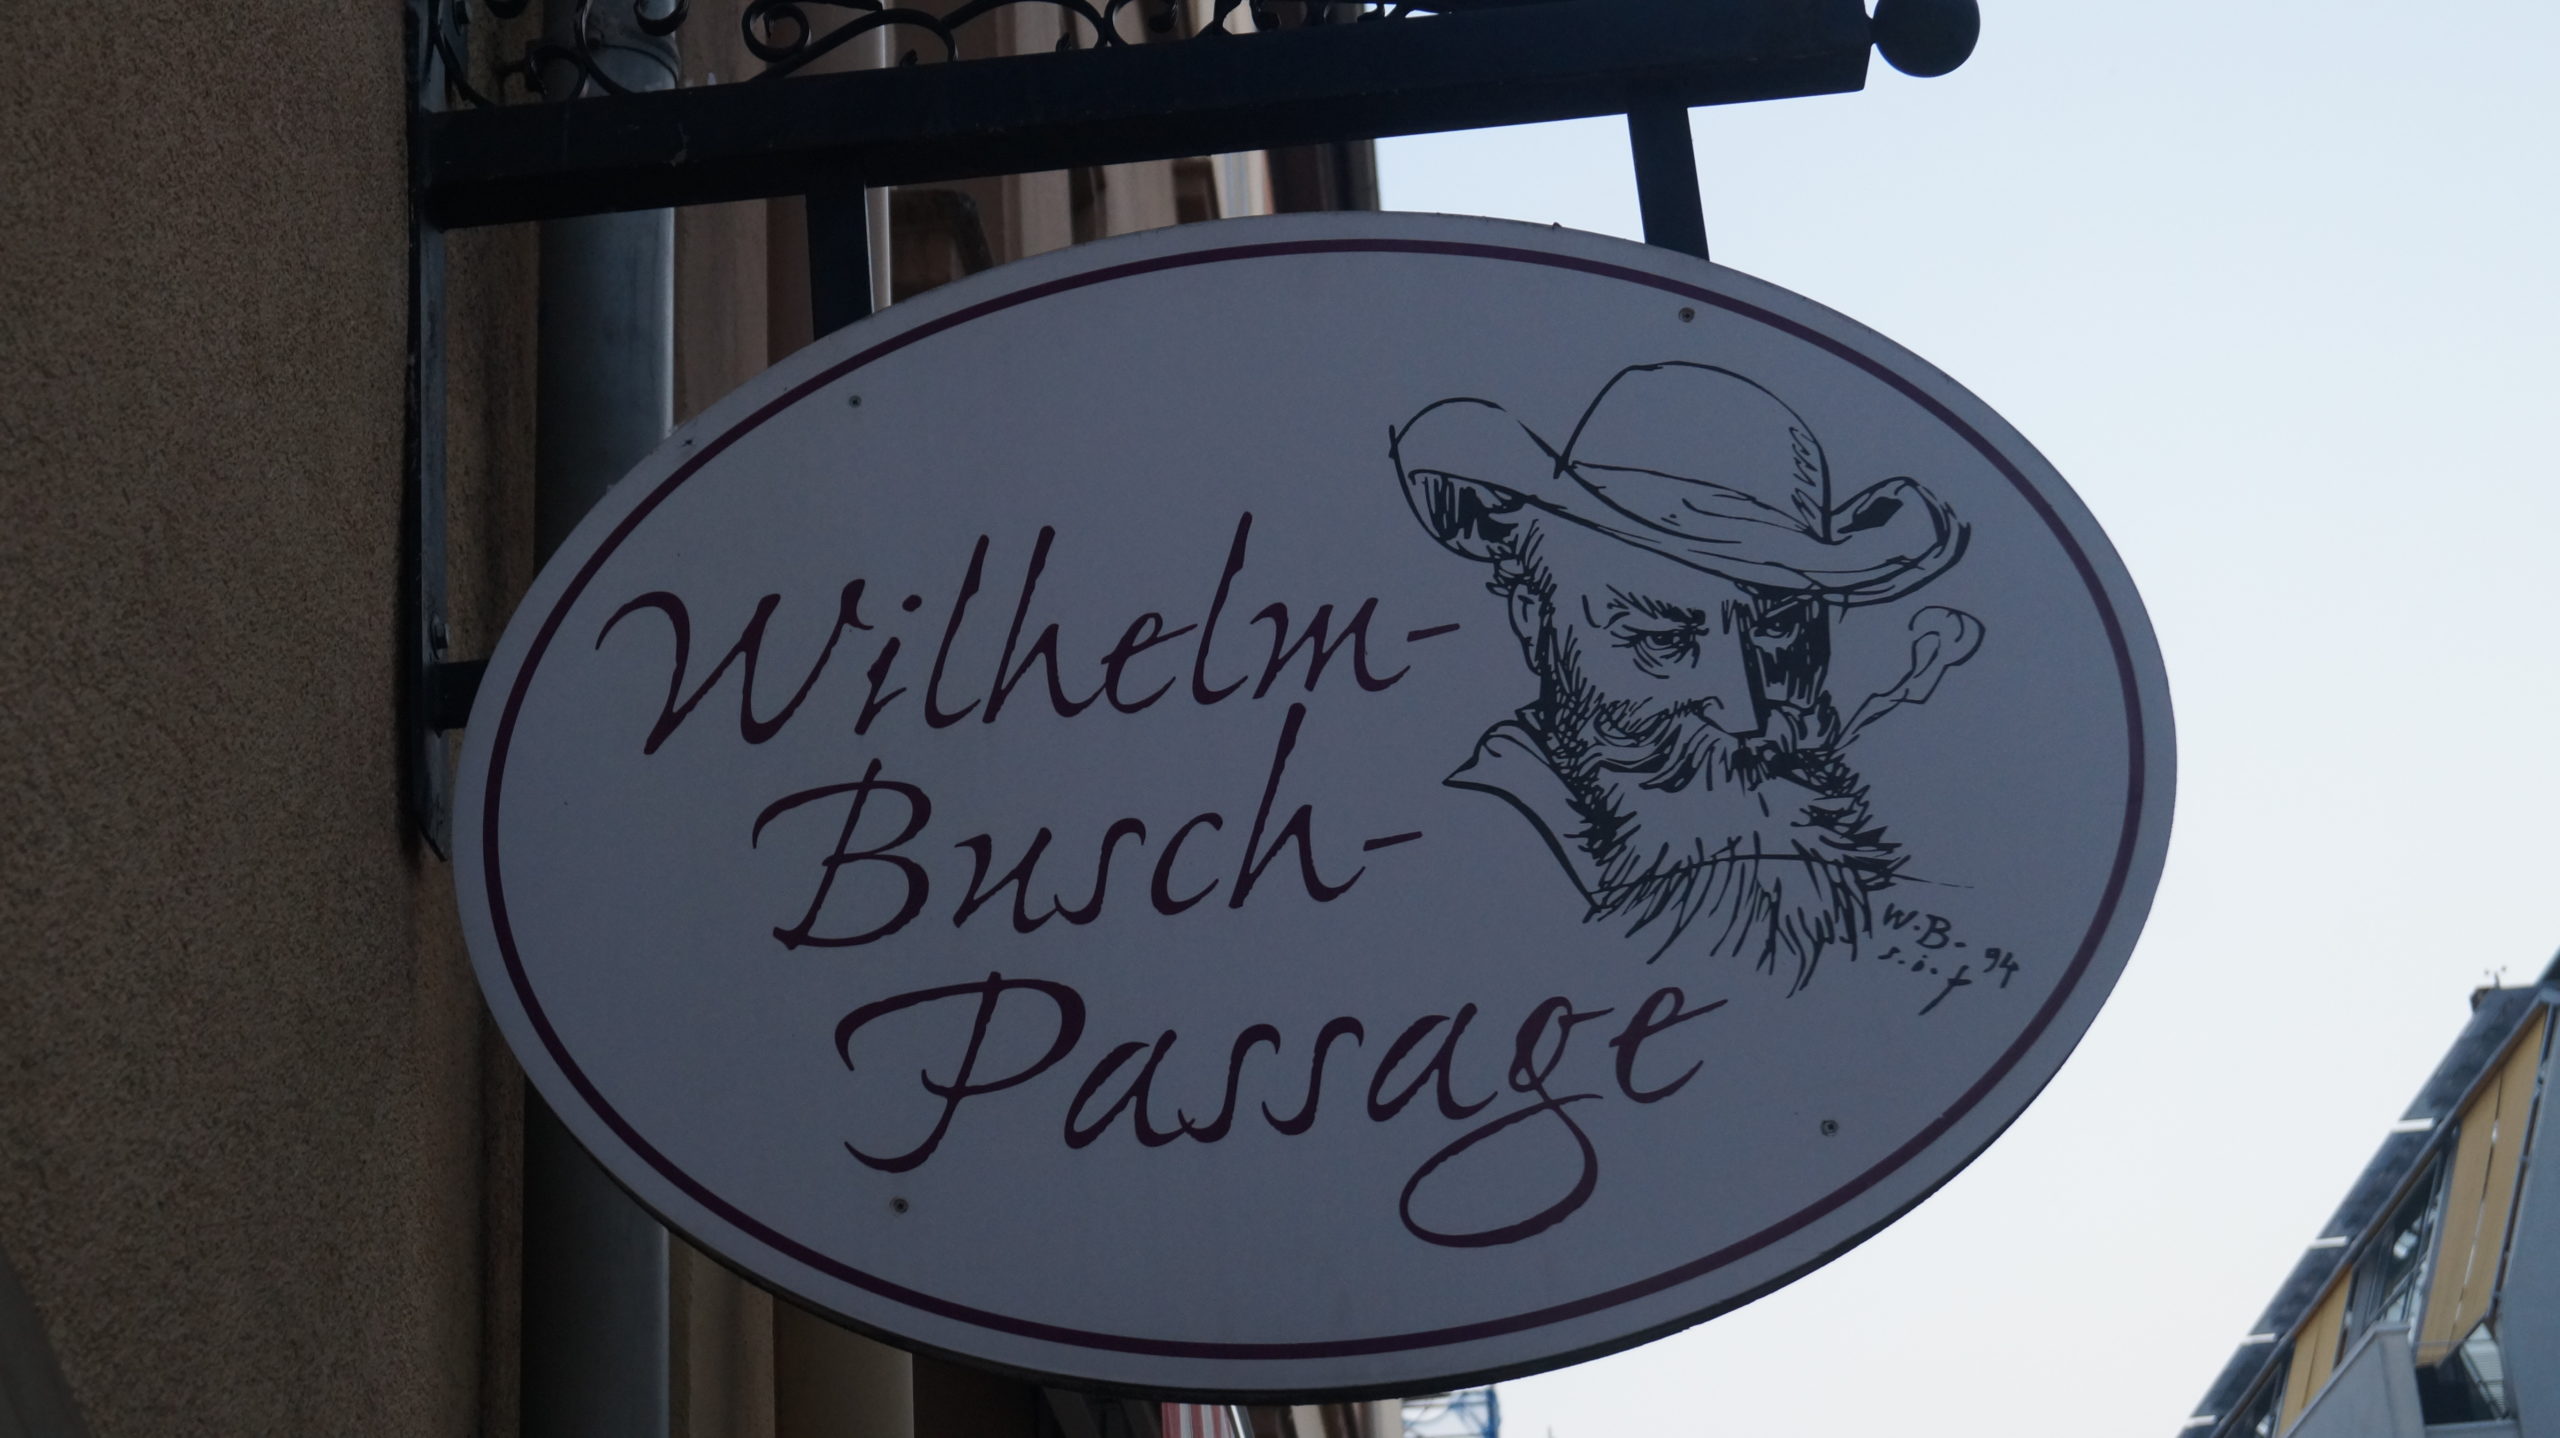 Wilhelm-
Busch-
Passage
W.B. 94
s.i.f